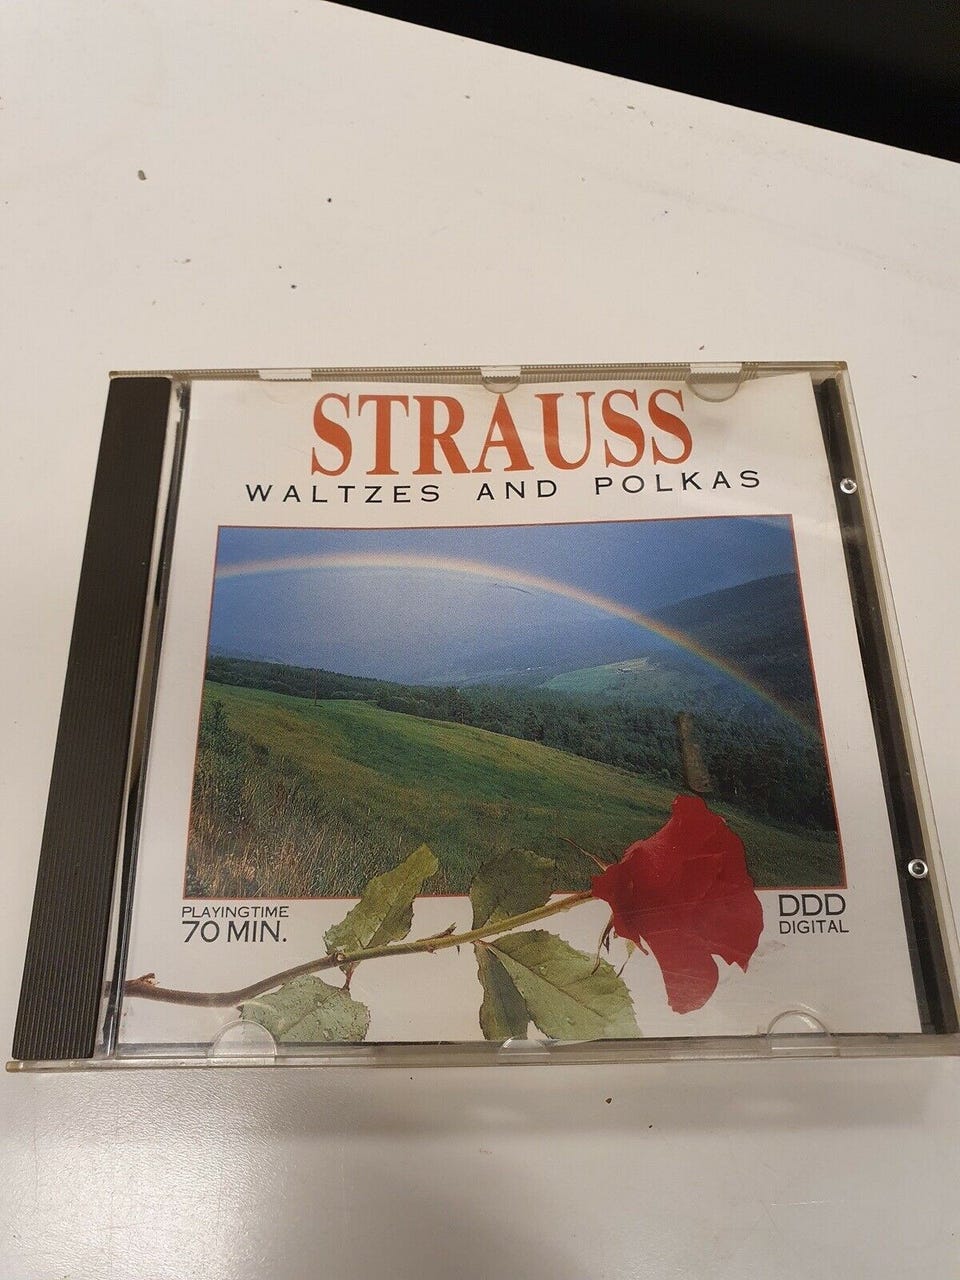 STRAUSS
WALTZES AND POLKAS
PLAYINGTIME
70 MIN.
DDD
DIGITAL